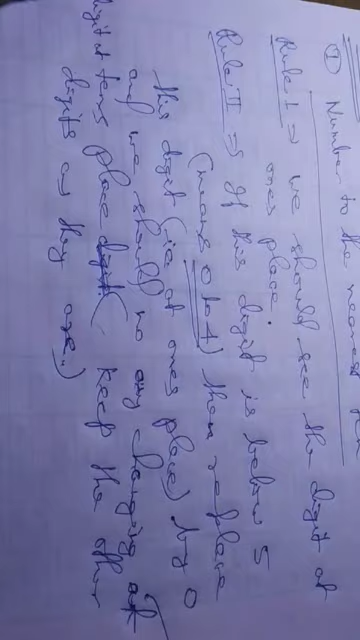 ① Number to the nearest ten
Rule I → we should see the digit at
ones place.
Rule II → If this digit is below 5
(means 0 to 4) then replace
this digit (ie at ones place) by 0
and we should no any changing at
digit at tens place ( keep the other
digits as they are.)